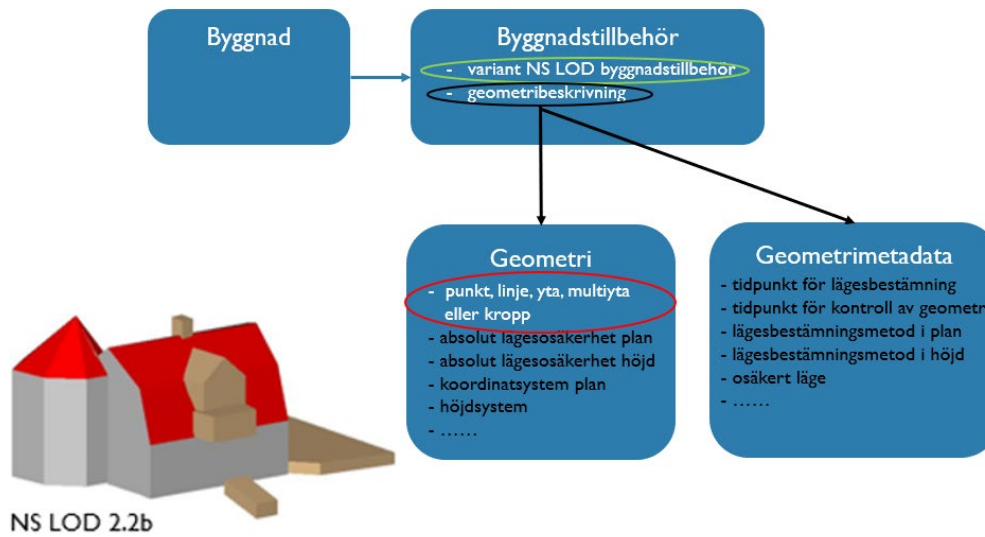 Byggnad
Byggnadstillbehör
- variant NS LOD byggnadstillbehör
- geometribeskrivning
Geometri
- punkt, linje, yta, multiyta
eller kropp
- absolut lägesosäkerhet plan
- absolut lägesosäkerhet höjd
- koordinatsystem plan
- höjdsystem
- ……
Geometrimetadata
- tidpunkt för lägesbestämning
- tidpunkt för kontroll av geometr
- lägesbestämningsmetod i plan
- lägesbestämningsmetod i höjd
- osäkert läge
- ……
NS LOD 2.2b